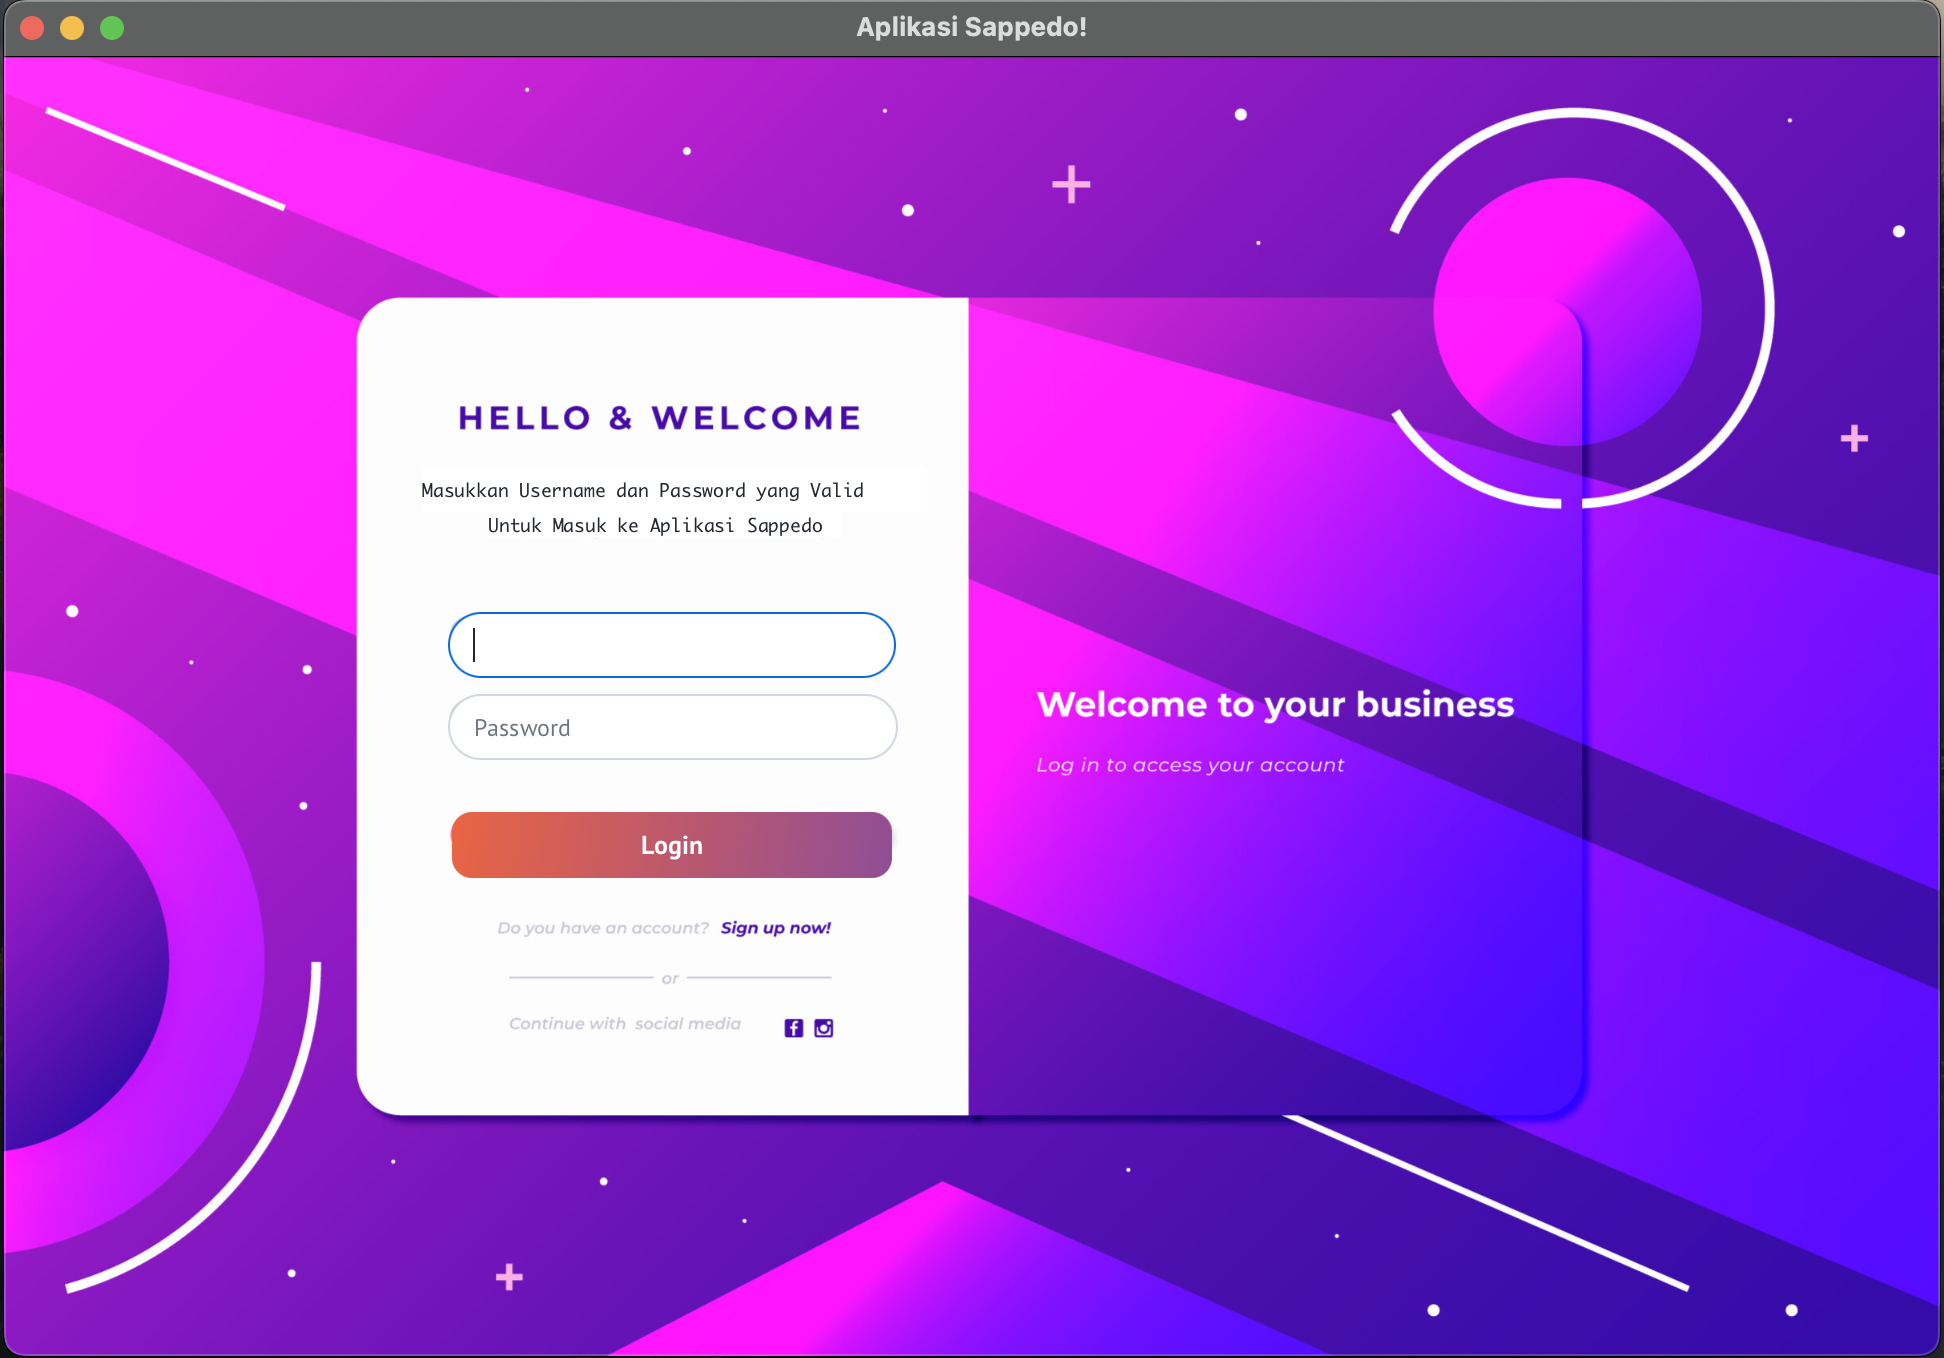 Aplikasi Sappedo!
HELLO & WELCOME
Masukkan Username dan Password yang Valid
Untuk Masuk ke Aplikasi Sappedo
Password
Login
Do you have an account? Sign up now!
or
Continue with social media
Welcome to your business
Log in to access your account